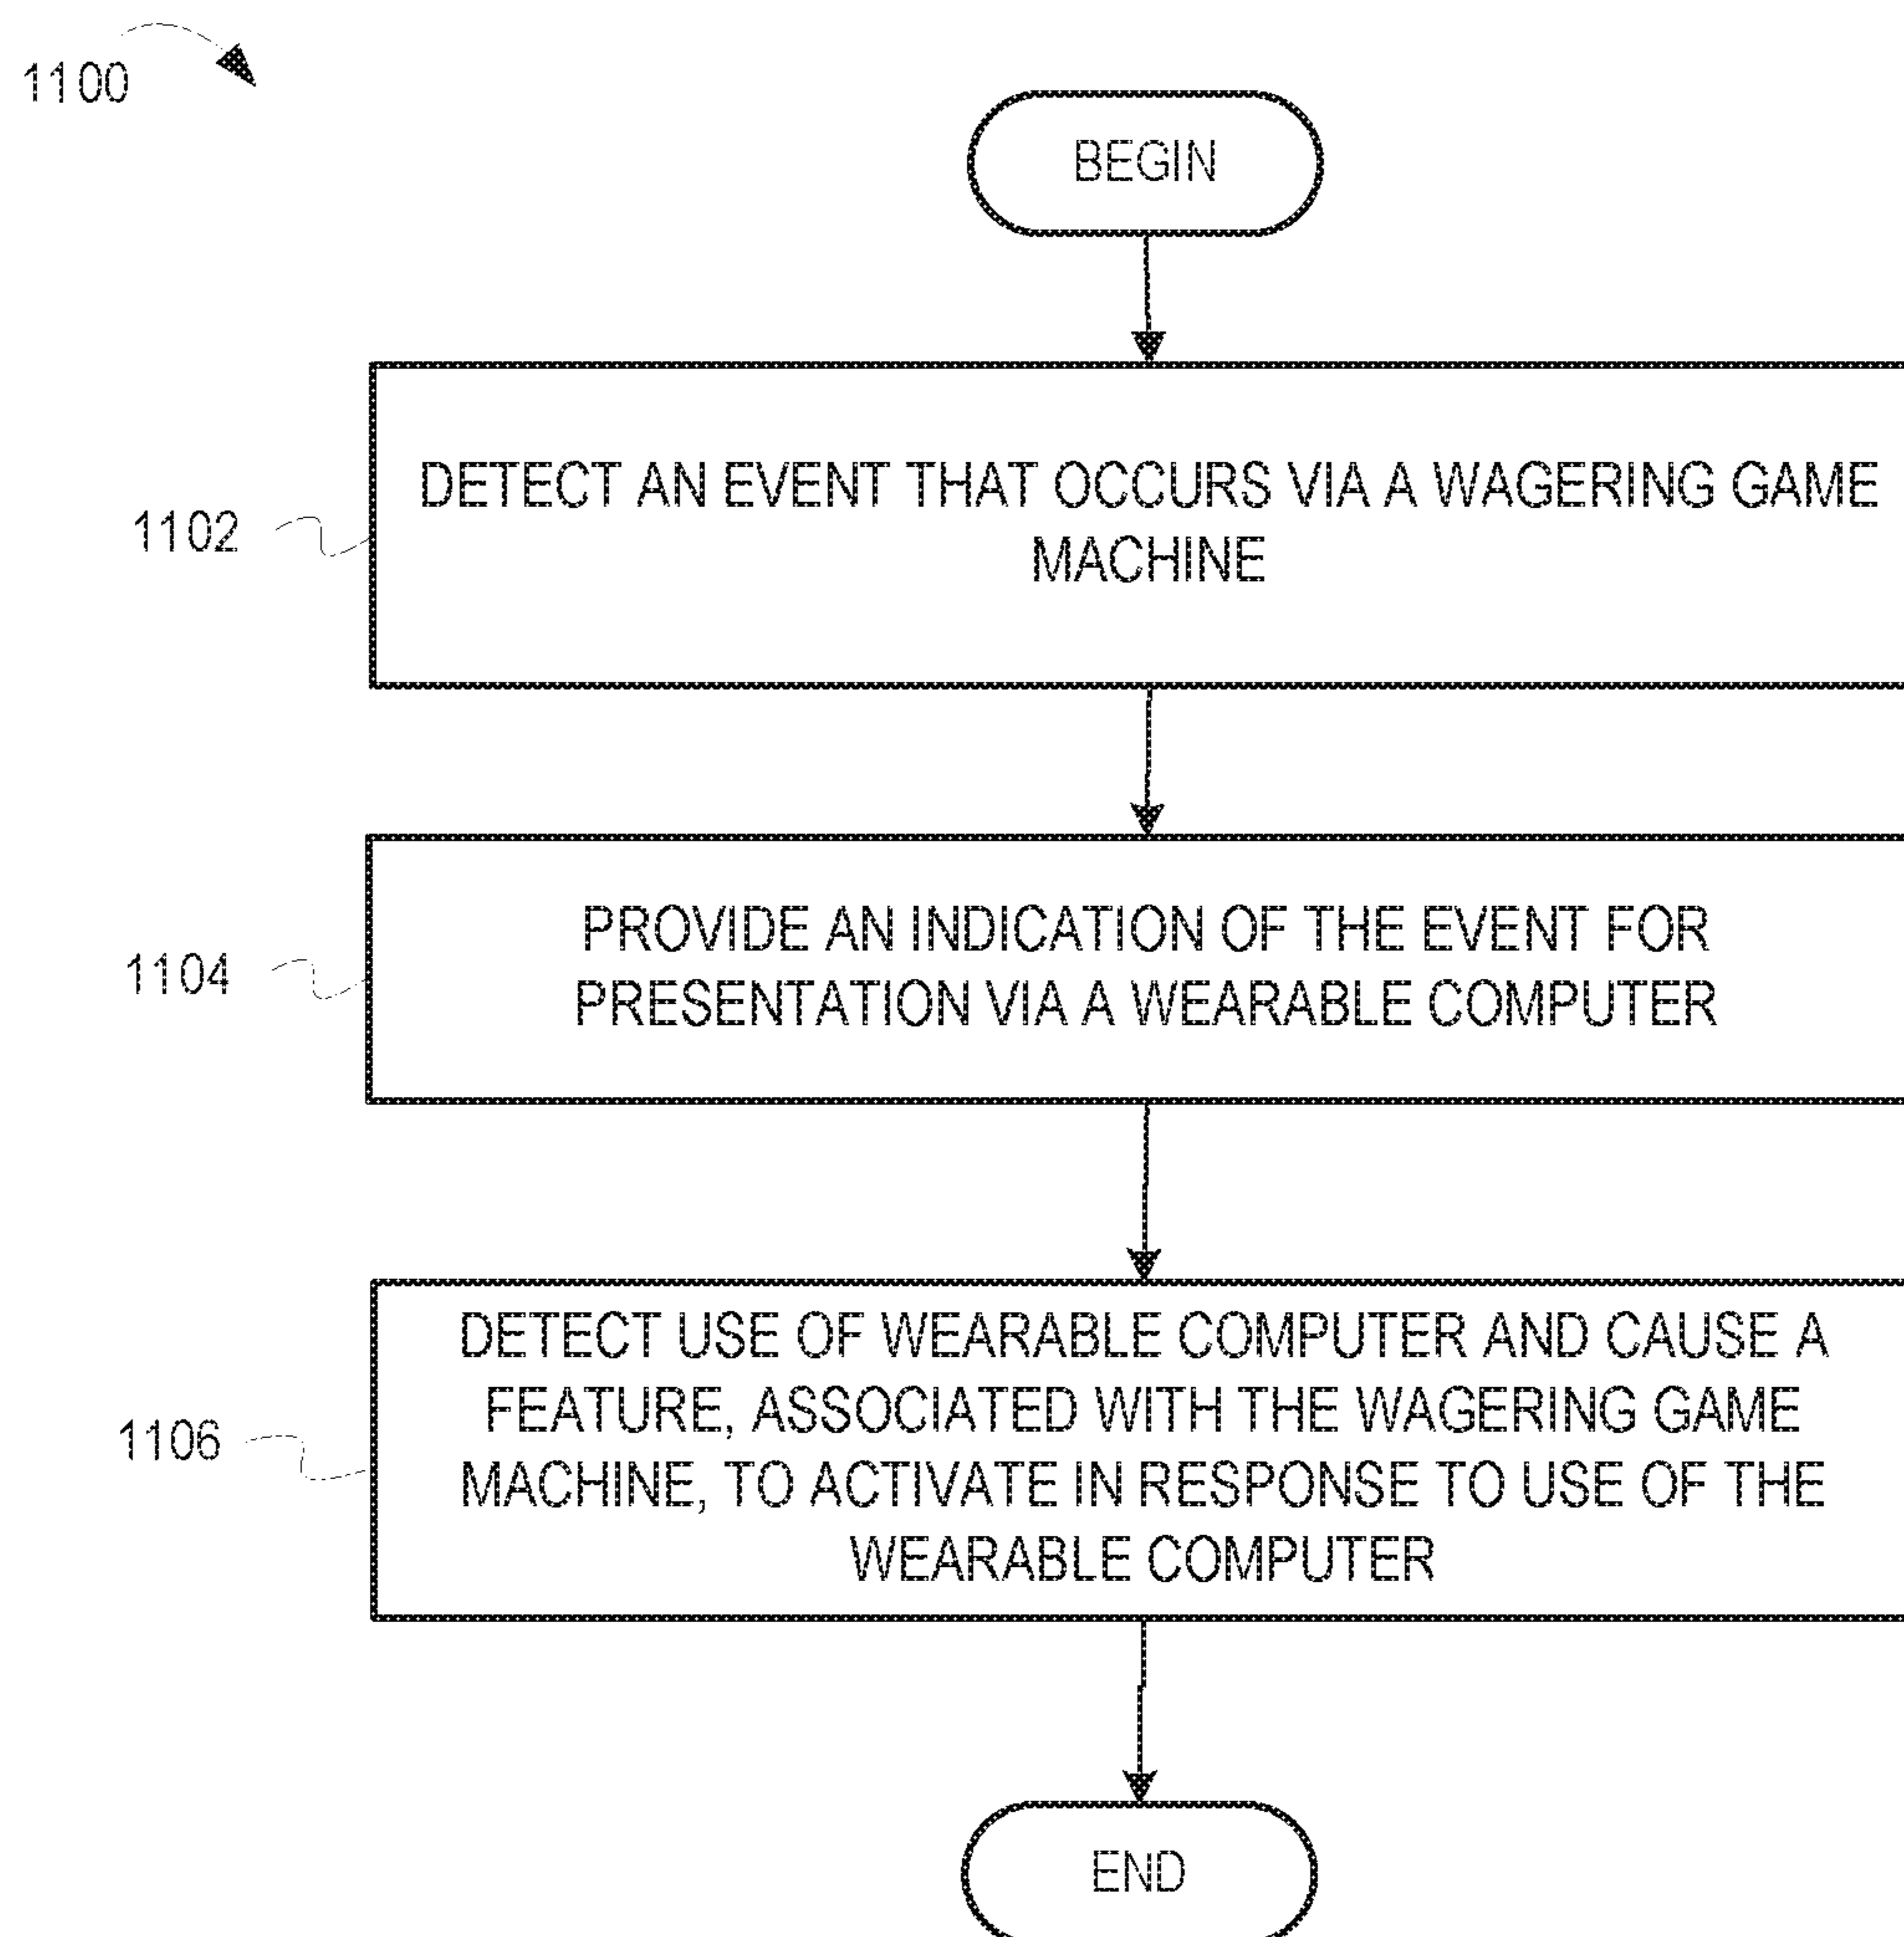 1100
BEGIN
DETECT AN EVENT THAT OCCURS VIA A WAGERING GAME
MACHINE
1102
PROVIDE AN INDICATION OF THE EVENT FOR
PRESENTATION VIA A WEARABLE COMPUTER
1104
DETECT USE OF WEARABLE COMPUTER AND CAUSE A
FEATURE, ASSOCIATED WITH THE WAGERING GAME
MACHINE, TO ACTIVATE IN RESPONSE TO USE OF THE
WEARABLE COMPUTER
1106
END